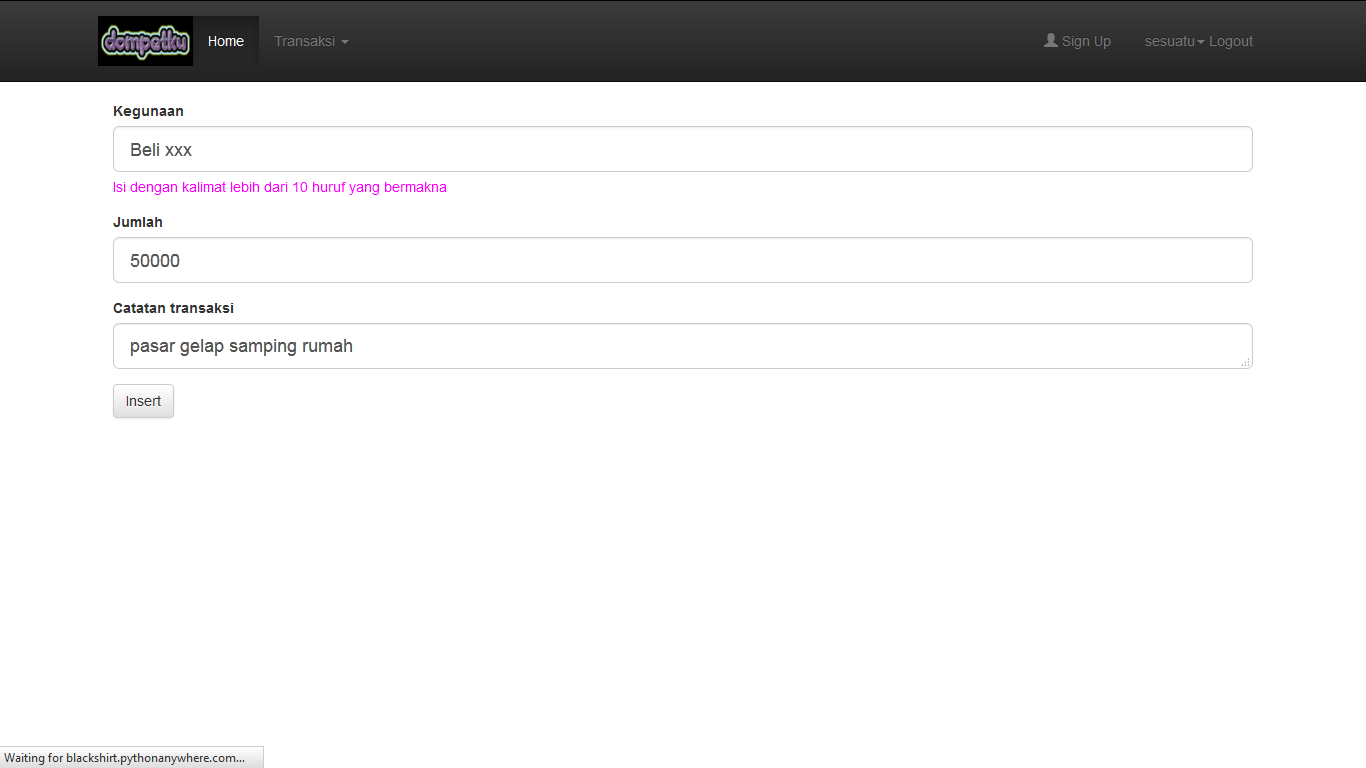 dompetku Home Transaksi Sign Up sesuatu Logout
Kegunaan
Beli xxx
Isi dengan kalimat lebih dari 10 huruf yang bermakna
Jumlah
50000
Catatan transaksi
pasar gelap samping rumah
Insert
Waiting for blackshirt.pythonanywhere.com...